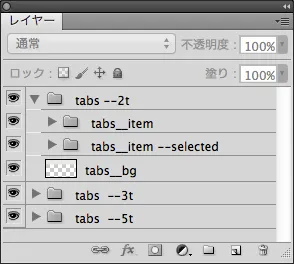 レイヤー
通常
不透明度: 100%
ロック:
塗り: 100%
tabs --2t
tabs__item
tabs__item --selected
tabs__bg
tabs --3t
tabs --5t
fx